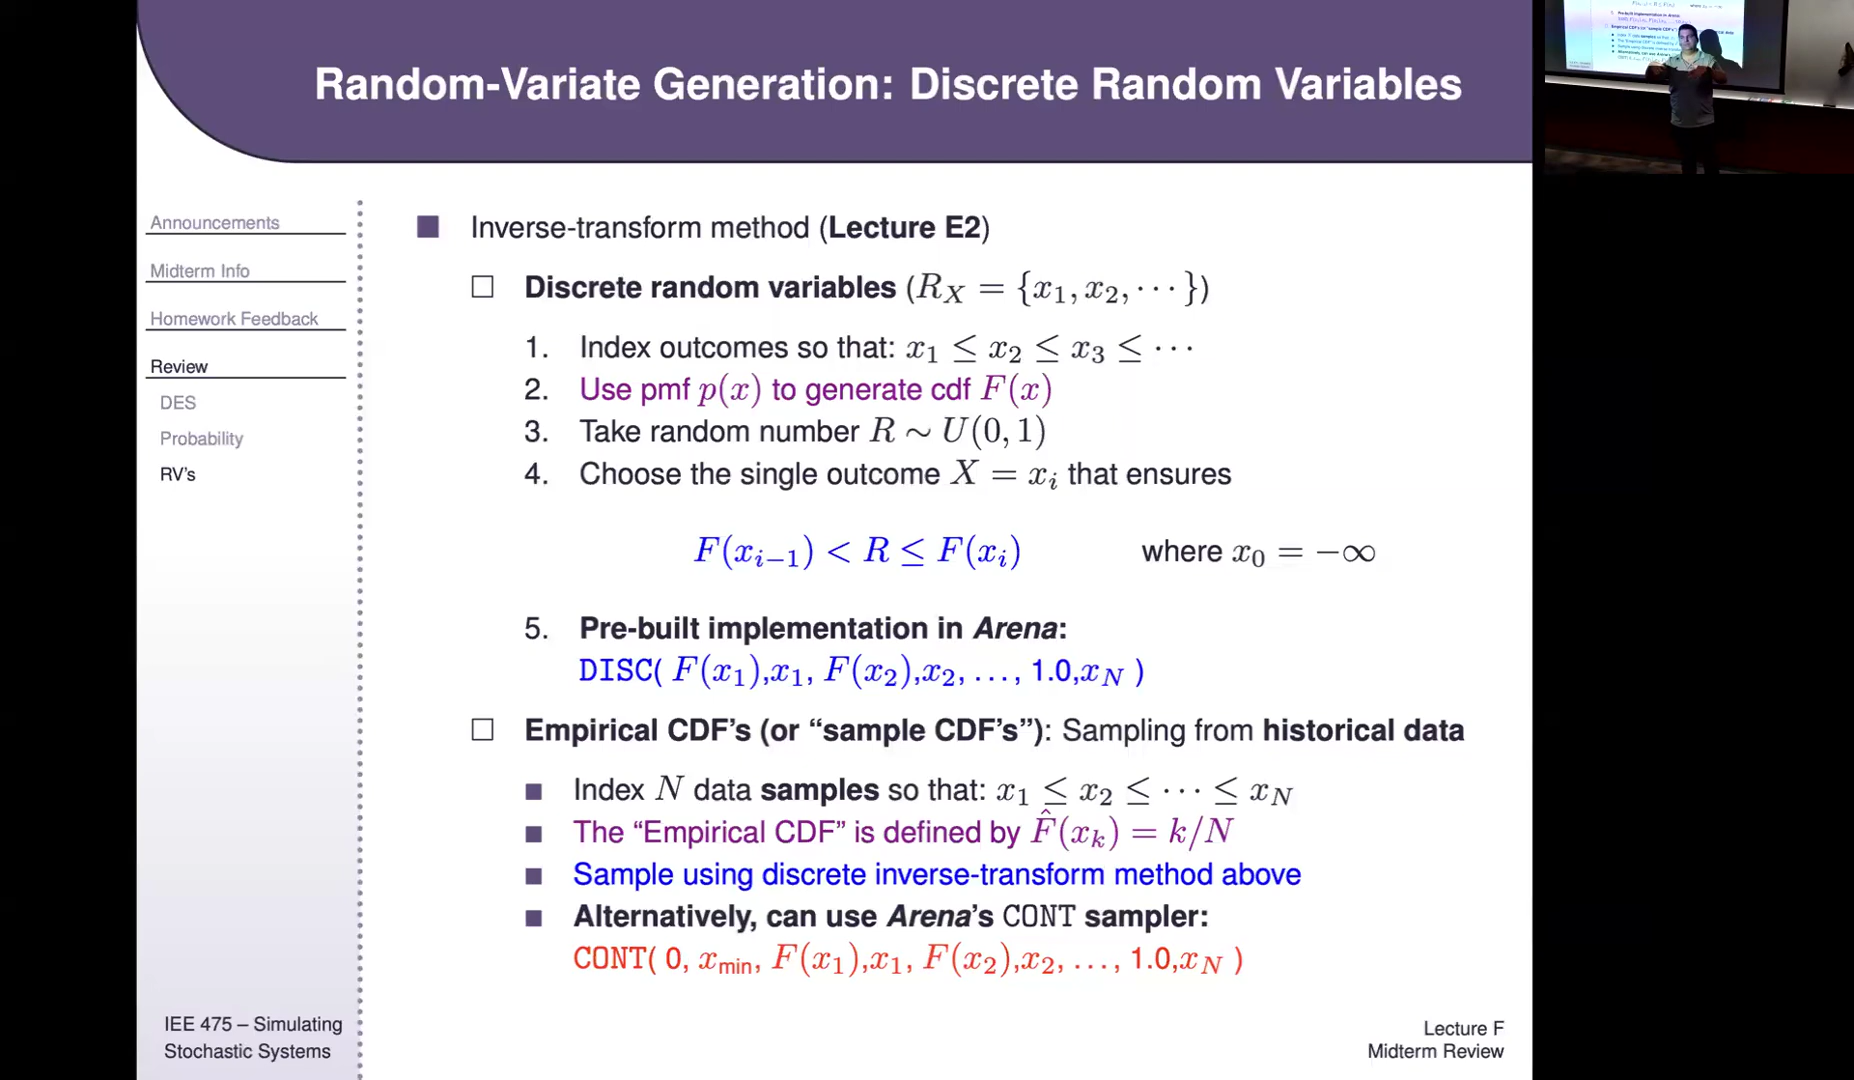 Random-Variate Generation: Discrete Random Variables
Announcements
Midterm Info
Homework Feedback
Review
DES
Probability
RV's
Inverse-transform method (Lecture E2)
Discrete random variables (R_X = {x_1, x_2, ⋯})
1. Index outcomes so that: x_1 ≤ x_2 ≤ x_3 ≤ ⋯
2. Use pmf p(x) to generate cdf F(x)
3. Take random number R ∼ U(0, 1)
4. Choose the single outcome X = x_i that ensures
F(x_{i−1}) < R ≤ F(x_i) where x_0 = −∞
5. Pre-built implementation in Arena:
DISC( F(x_1),x_1, F(x_2),x_2, ..., 1.0,x_N )
Empirical CDF's (or “sample CDF's”): Sampling from historical data
Index N data samples so that: x_1 ≤ x_2 ≤ ⋯ ≤ x_N
The “Empirical CDF” is defined by F̂(x_k) = k/N
Sample using discrete inverse-transform method above
Alternatively, can use Arena's CONT sampler:
CONT( 0, x_min, F(x_1),x_1, F(x_2),x_2, ..., 1.0,x_N )
IEE 475 – Simulating
Stochastic Systems
Lecture F
Midterm Review